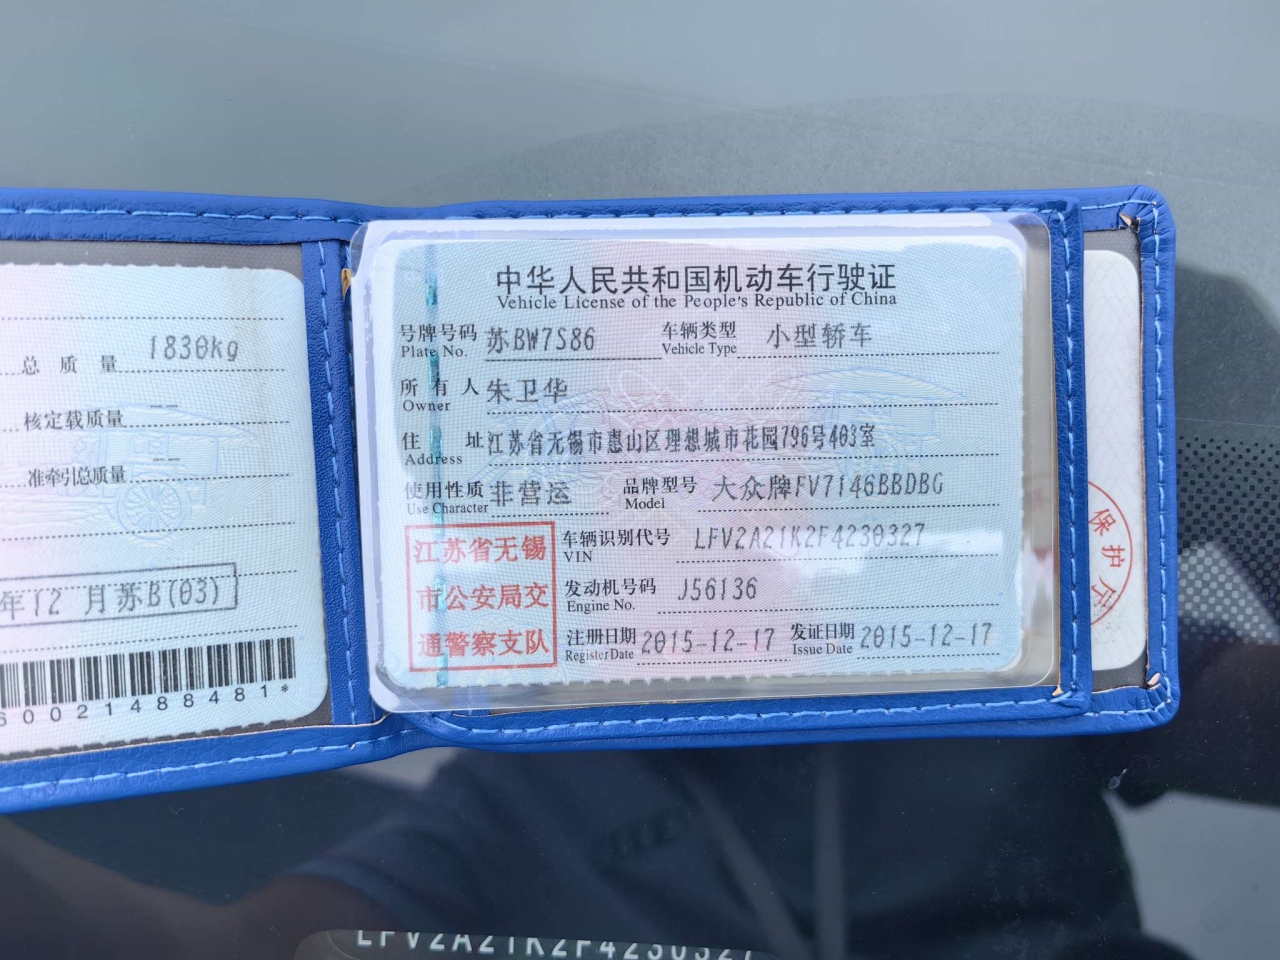 总质量 1830kg
核定载质量 --
准牵引总质量 --
年12月苏B(03)
60021488481*
中华人民共和国机动车行驶证
Vehicle License of the People's Republic of China
号牌号码 苏BW7S86 车辆类型 小型轿车
Plate No. Vehicle Type
所有人 朱卫华
Owner
住址 江苏省无锡市惠山区理想城市花园796号403室
Address
使用性质 非营运 品牌型号 大众牌FV7146BBDBG
Use Character Model
江苏省无锡
市公安局交
通警察支队
车辆识别代号 LFV2A21K2F4230327
VIN
发动机号码 J56136
Engine No.
注册日期 2015-12-17 发证日期 2015-12-17
Register Date Issue Date
保护
LFV2A21K2F4230327